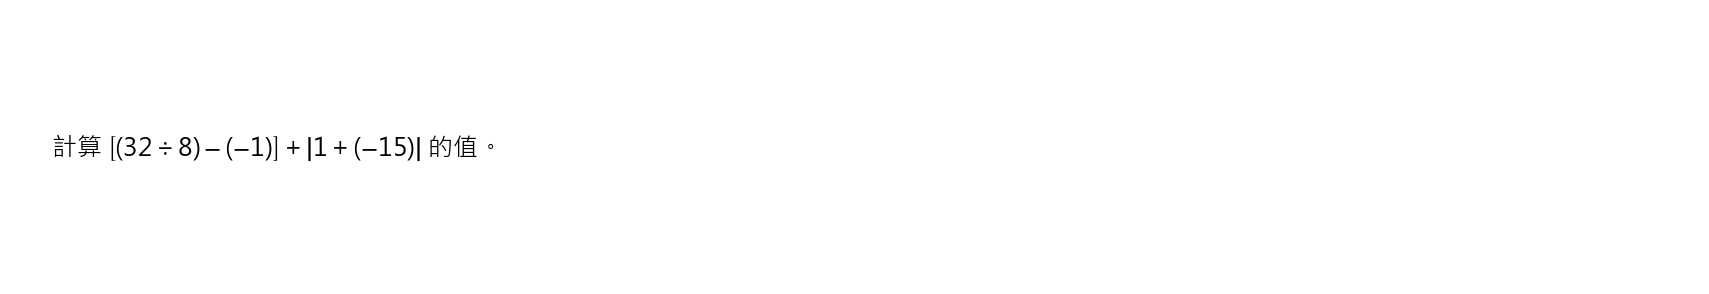 計算 [(32 ÷ 8) – (–1)] + |1 + (–15)| 的值。